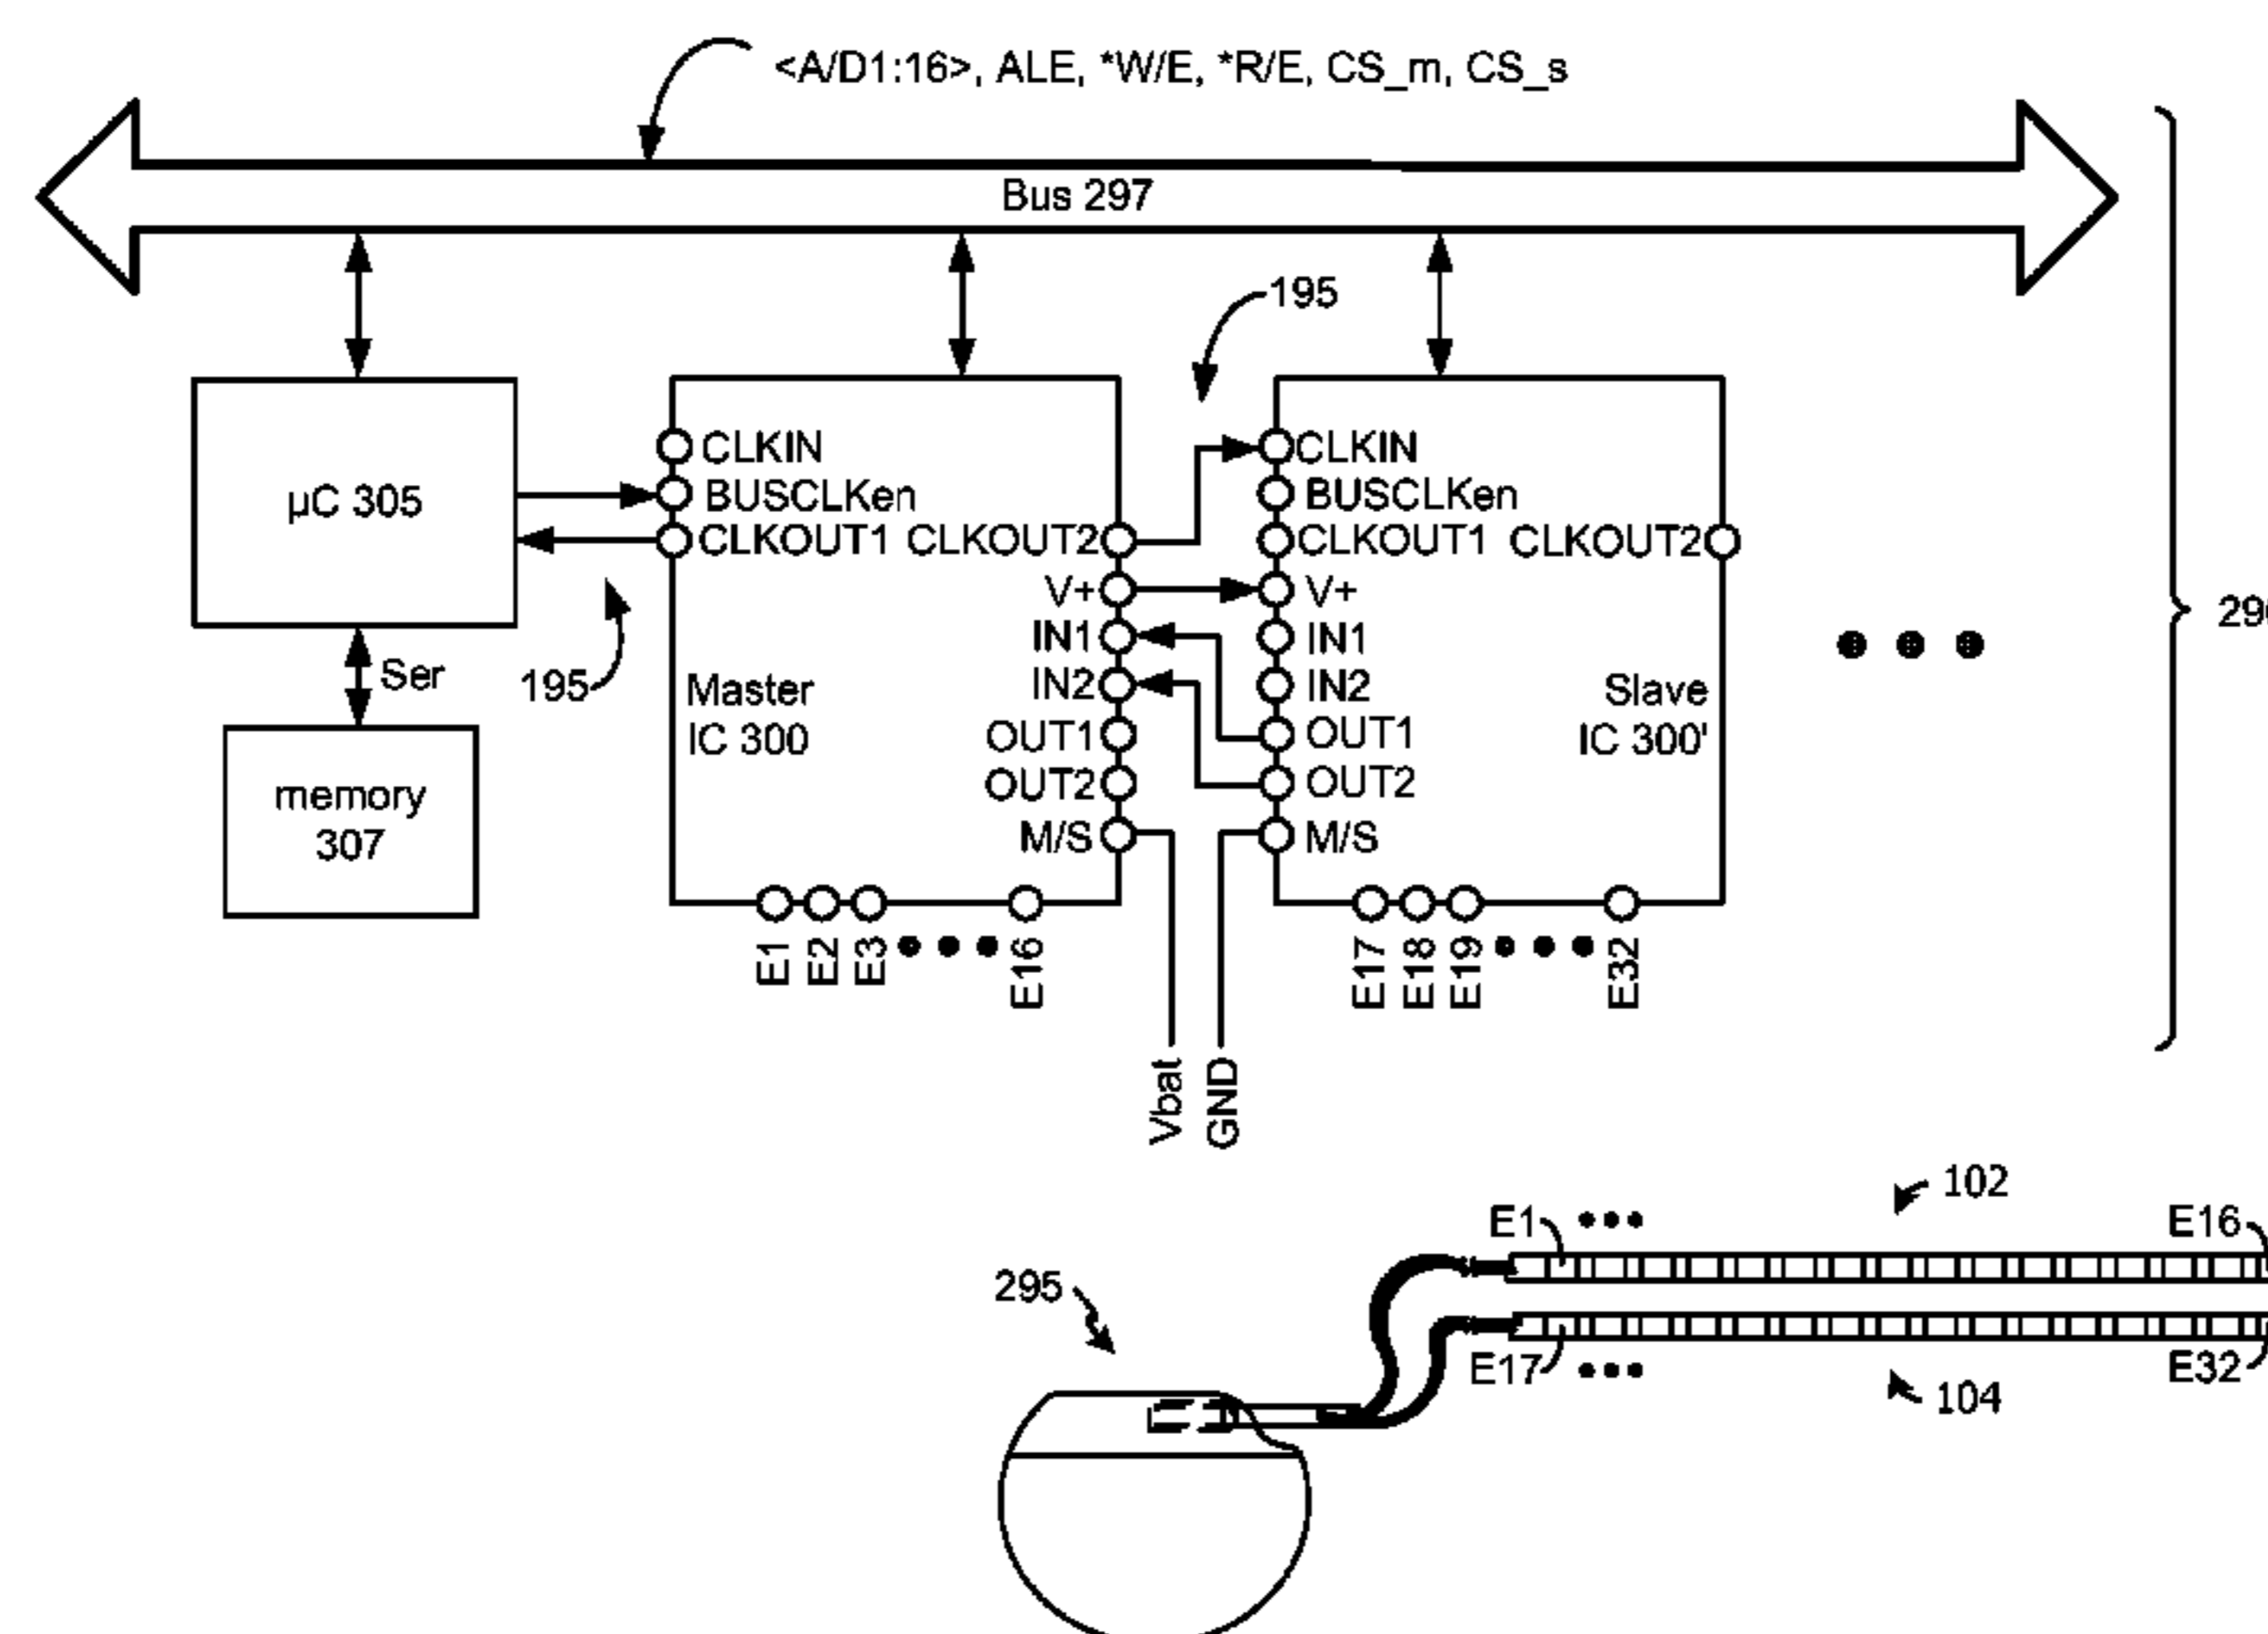 <A/D1:16>, ALE, *W/E, *R/E, CS_m, CS_s
Bus 297
195
µC 305
Ser
memory
307
195
CLKIN
BUSCLKen
CLKOUT1 CLKOUT2
V+
IN1
IN2
OUT1
OUT2
M/S
Master
IC 300
E1
E2
E3
E16
CLKIN
BUSCLKen
CLKOUT1 CLKOUT2
V+
IN1
IN2
OUT1
OUT2
M/S
Slave
IC 300'
E17
E18
E19
E32
Vbat
GND
102
E1
E16
295
E17
E32
104